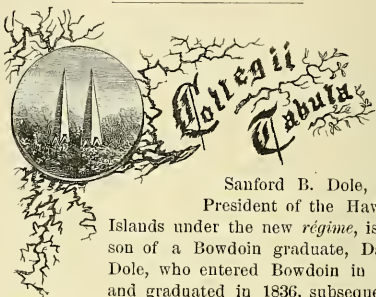 Collegii
Tabula
Sanford B. Dole,
President of the Haw
Islands under the new régime, is
son of a Bowdoin graduate, Da
Dole, who entered Bowdoin in
and graduated in 1836, subseque